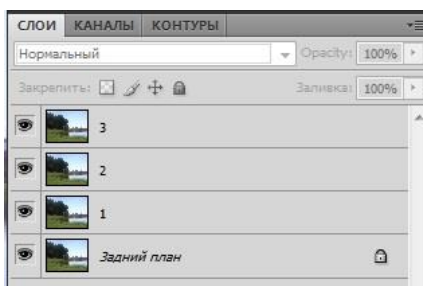 СЛОИ КАНАЛЫ КОНТУРЫ
Нормальный Opacity: 100%
Закрепить: Заливка: 100%
3
2
1
Задний план